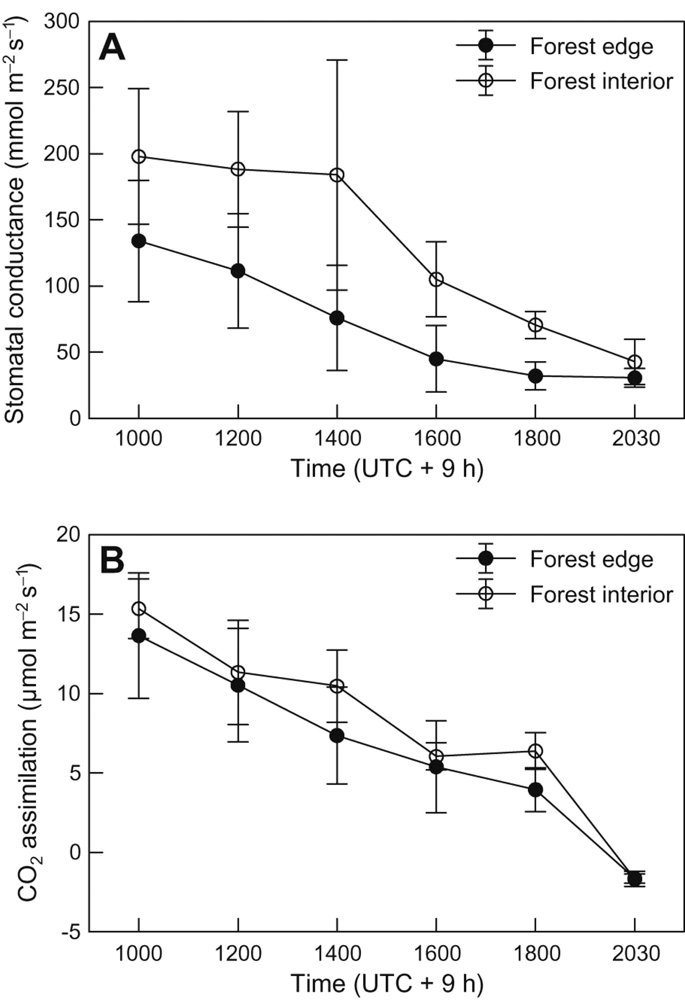 A
Forest edge
Forest interior
Stomatal conductance (mmol m⁻² s⁻¹)
300
250
200
150
100
50
0
1000 1200 1400 1600 1800 2030
Time (UTC + 9 h)
B
Forest edge
Forest interior
CO₂ assimilation (μmol m⁻² s⁻¹)
20
15
10
5
0
-5
1000 1200 1400 1600 1800 2030
Time (UTC + 9 h)